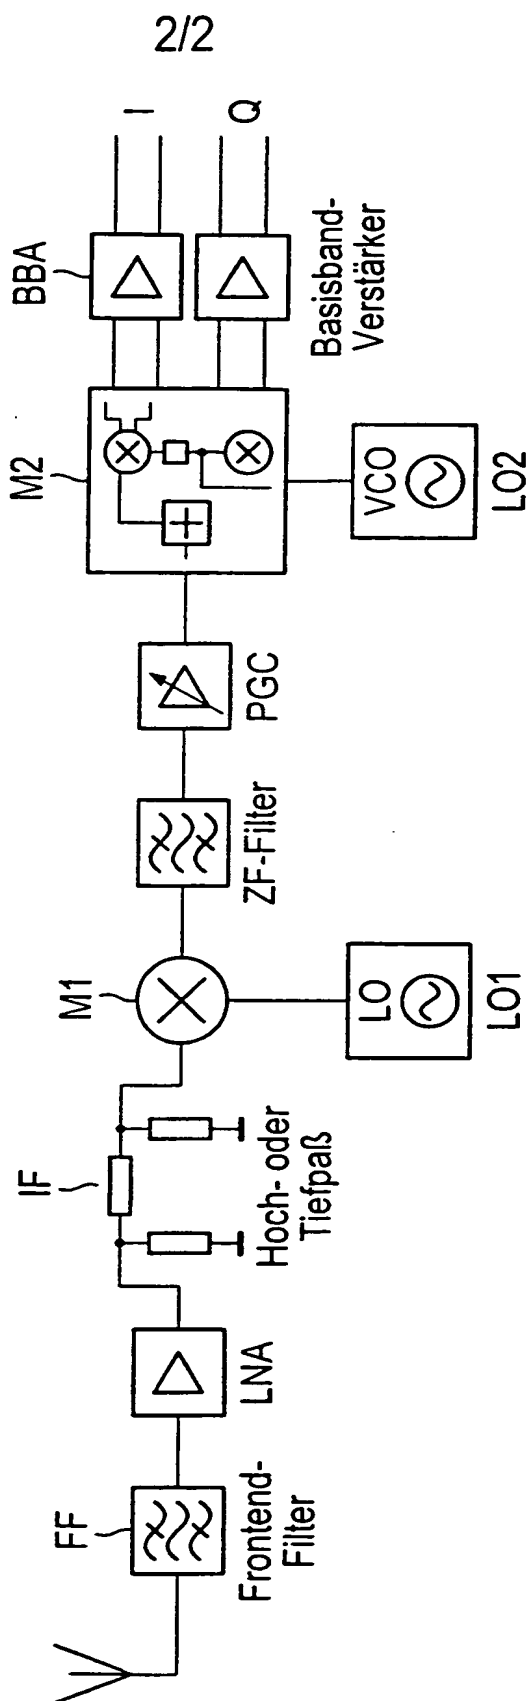 2/2
FF
Frontend-
Filter
LNA
IF
Hoch- oder
Tiefpaß
M1
LO
LO1
ZF-Filter
PGC
M2
VCO
LO2
BBA
Basisband-
Verstärker
I
Q